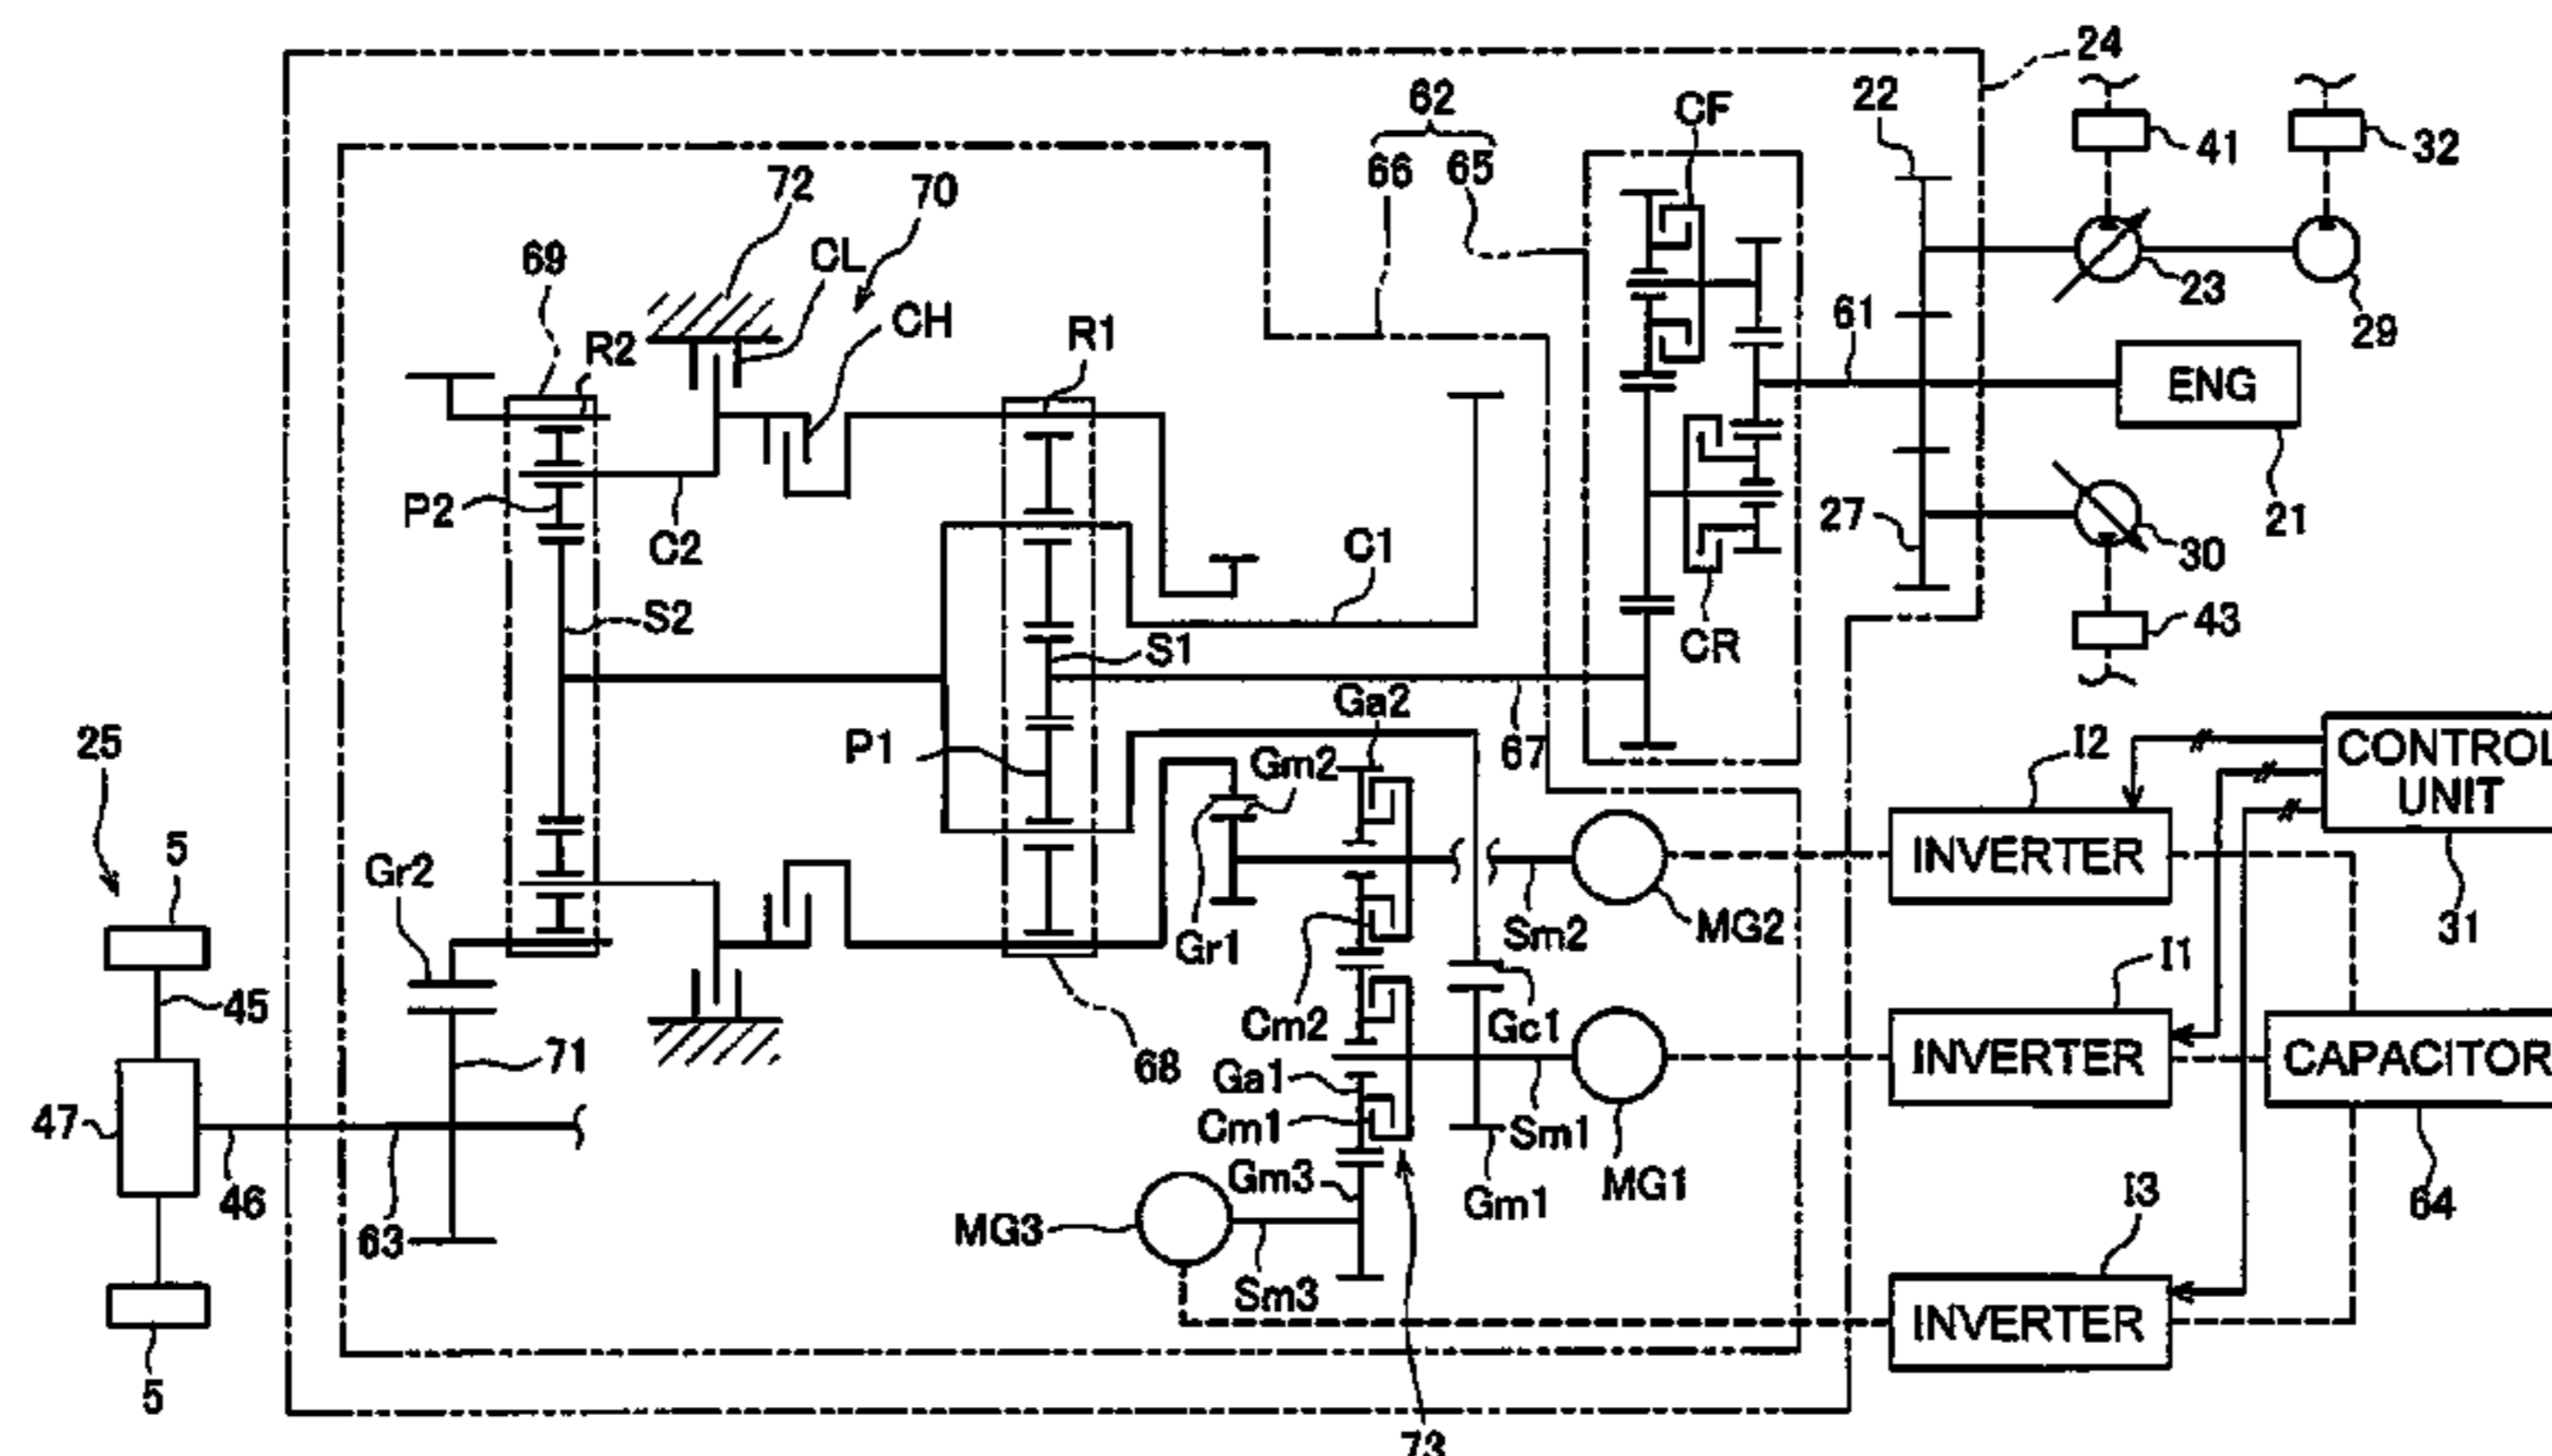 24
62
CF
22
66 65
41
32
72
70
CL
69
CH
R1
R2
61
23
29
ENG
P2
C2
C1
27
30
21
S2
S1
CR
43
Ga2
25
P1
67
I2
CONTROL
UNIT
Gm2
5
Gr2
INVERTER
Gr1
Sm2
MG2
31
I1
45
Cm2
Gc1
71
68
Ga1
INVERTER
CAPACITOR
47
Cm1
Sm1
Gm3
MG1
46
63
MG3
Gm1
I3
64
Sm3
INVERTER
5
73